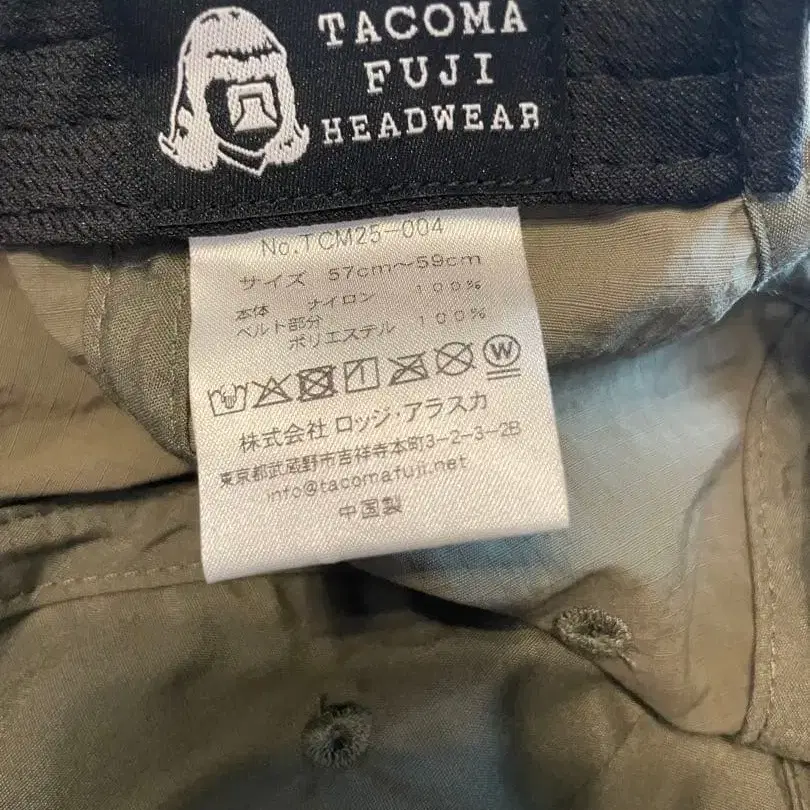 TACOMA
FUJI
HEADWEAR
No.TCM25-004
サイズ 57cm～59cm
本体 ナイロン 100%
ベルト部分
ポリエステル 100%
W
株式会社 ロッジ・アラスカ
東京都武蔵野市吉祥寺本町3-2-3-2B
info@tacomafuji.net
中国製